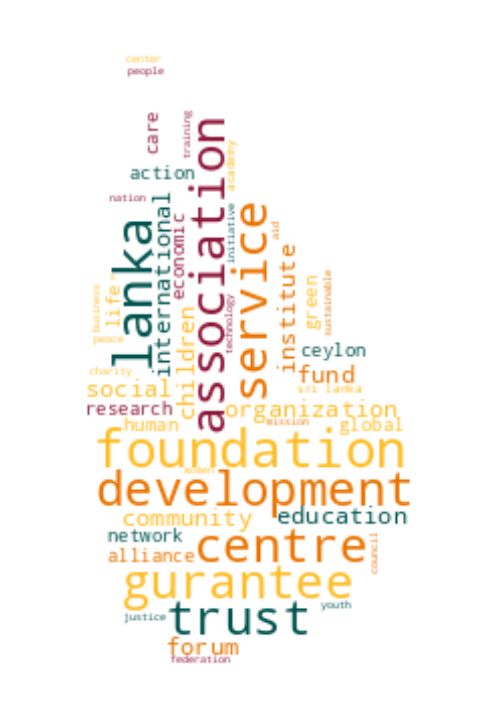 center
people
care
training
action
association
academy
nation
international
lanka
economic
initiative
service
aid
institute
life
business
peace
children
technology
green
sustainable
ceylon
charity
fund
social
sri lanka
research
organization
human
mission
global
foundation
women
development
community
education
network
alliance
centre
council
gurantee
justice
trust
youth
forum
federation